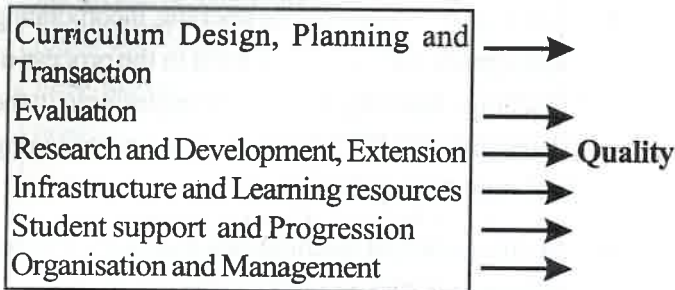 Curriculum Design, Planning and
Transaction
Evaluation
Research and Development, Extension
Quality
Infrastructure and Learning resources
Student support and Progression
Organisation and Management